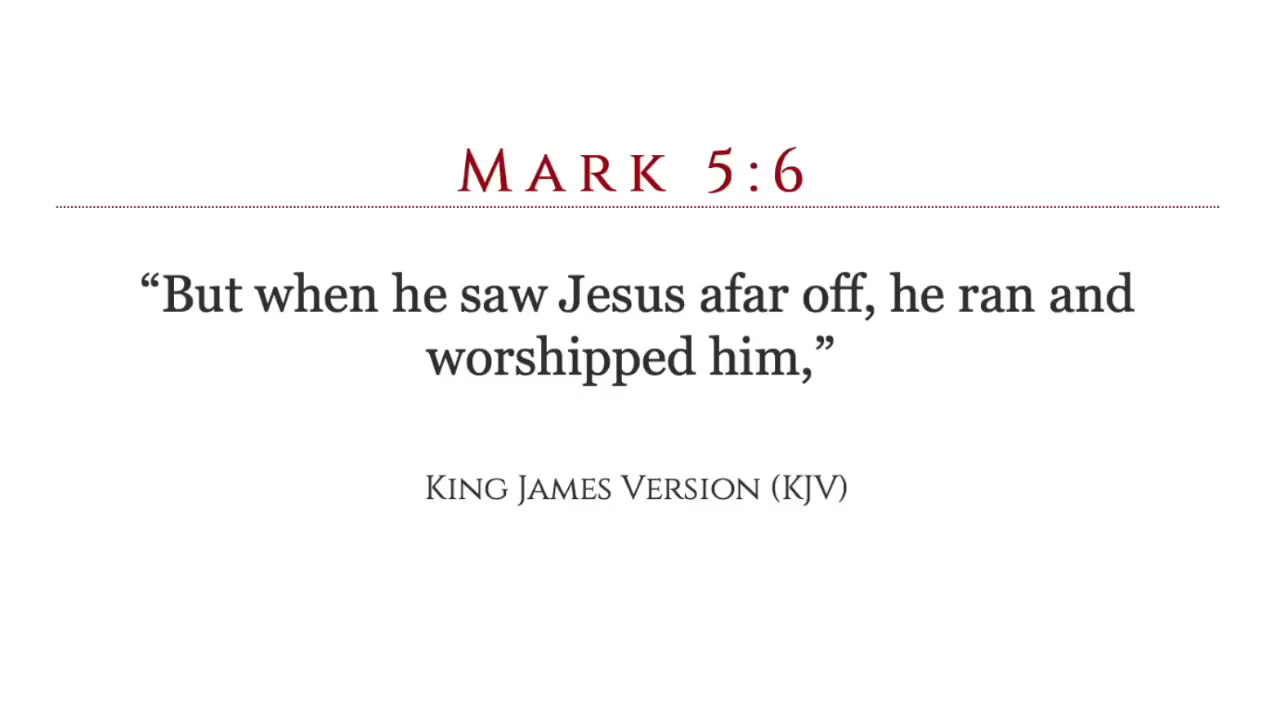 Mark 5:6
“But when he saw Jesus afar off, he ran and
worshipped him,”
King James Version (KJV)